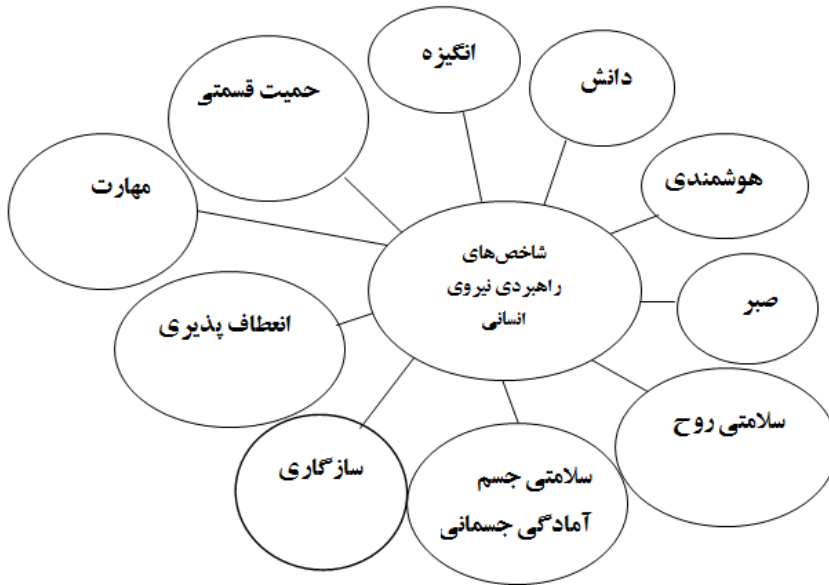 انگیزه
دانش
حمیت قسمتی
هوشمندی
مهارت
شاخص‌های
راهبردی نیروی
انسانی
صبر
انعطاف پذیری
سلامتی روح
سازگاری
سلامتی جسم
آمادگی جسمانی